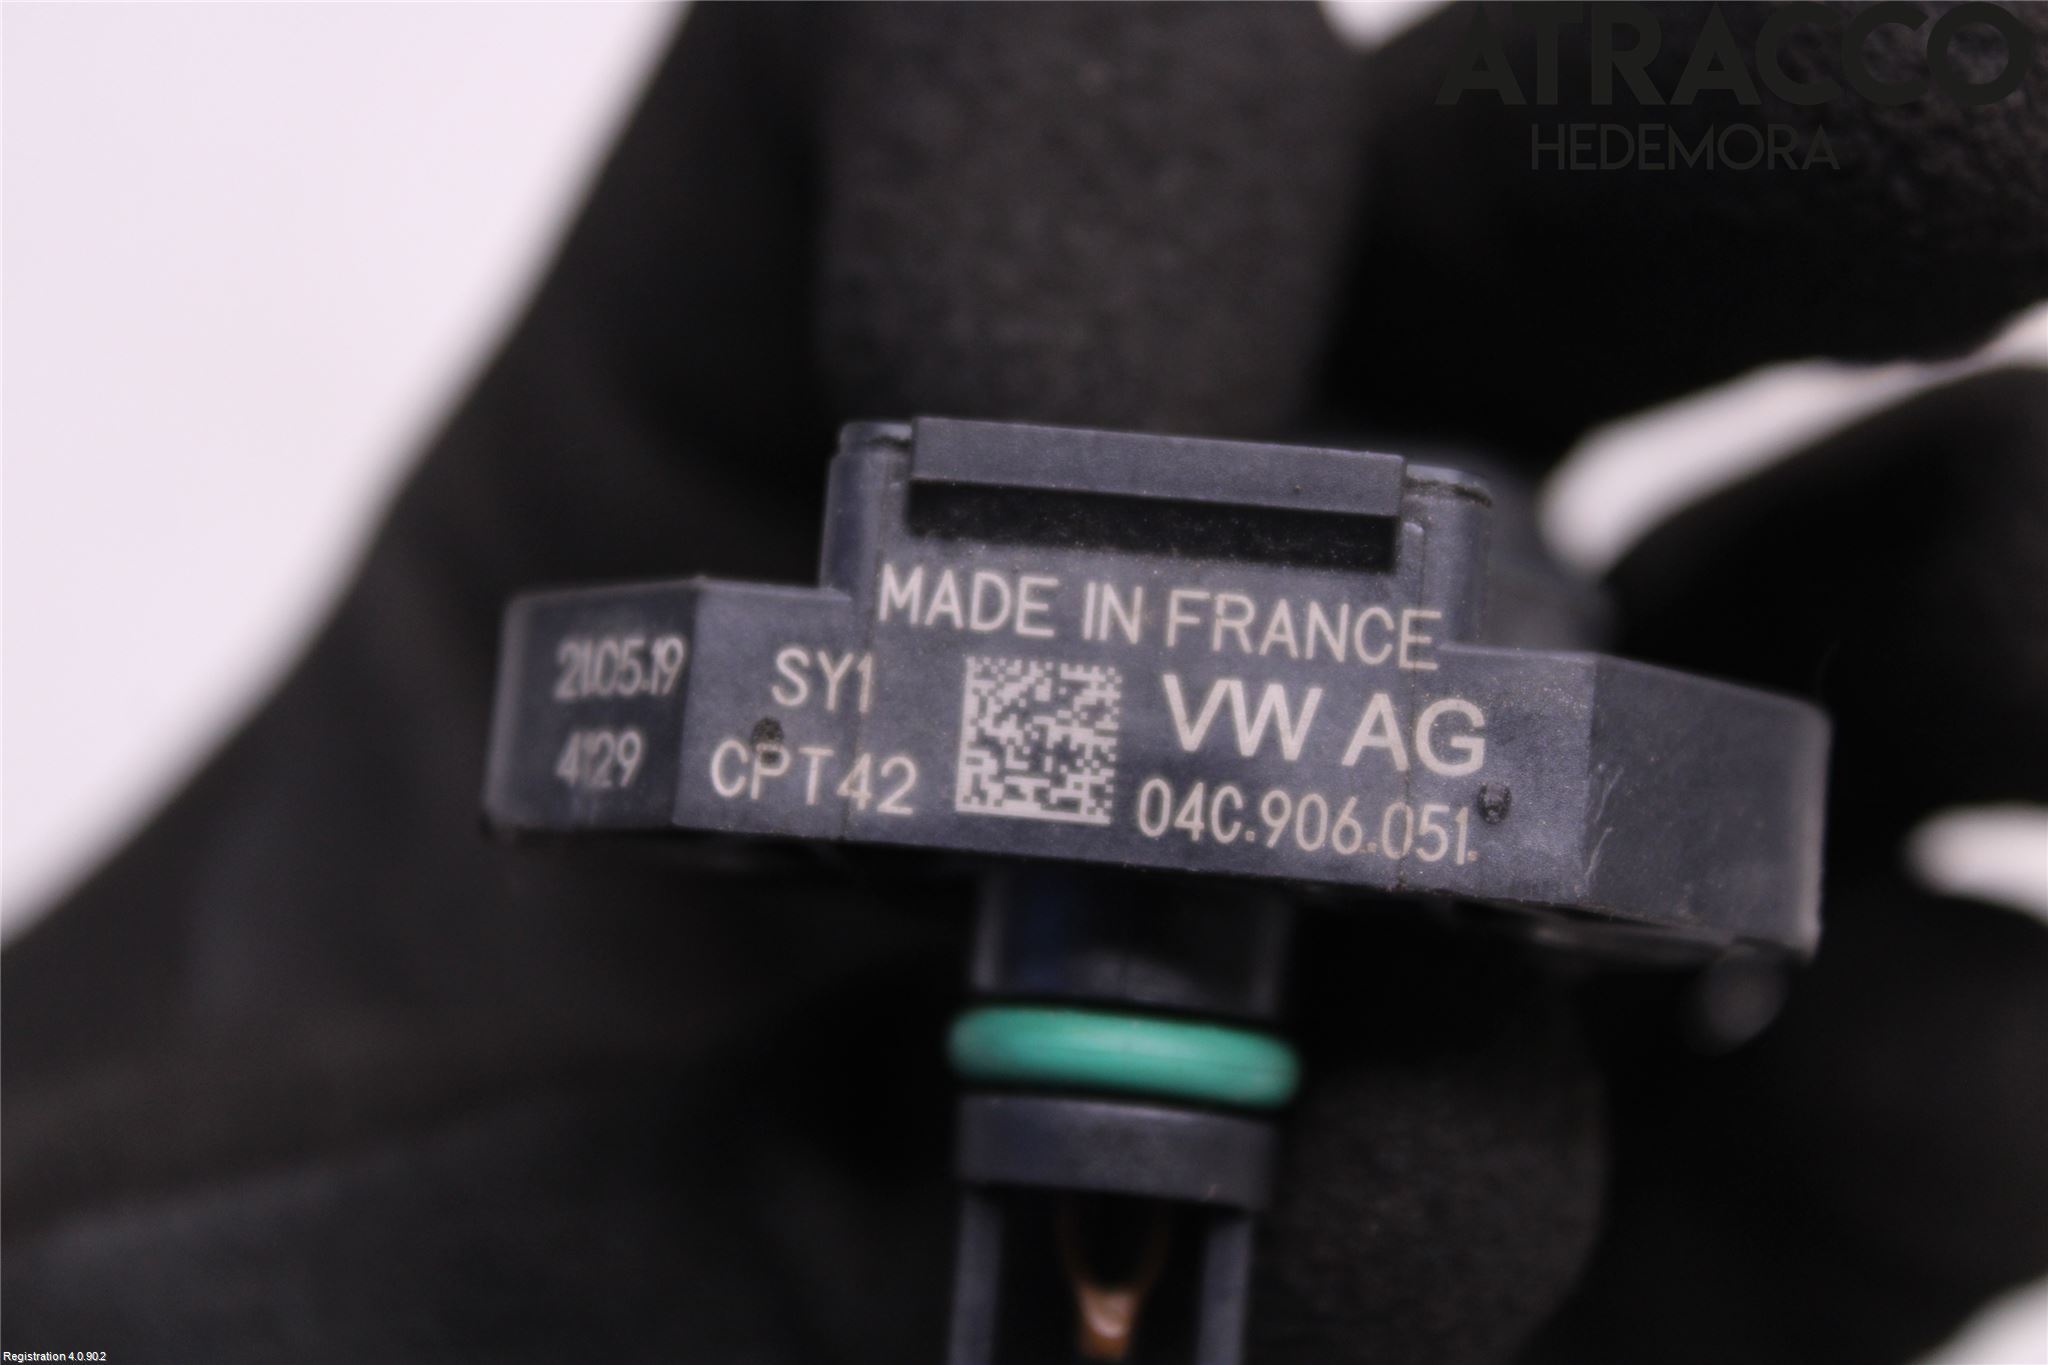 ATRACCO
HEDEMORA
MADE IN FRANCE
21.05.19
SY1
VW AG
4129
CPT42
04C.906.051.
Registration 4.0.90.2